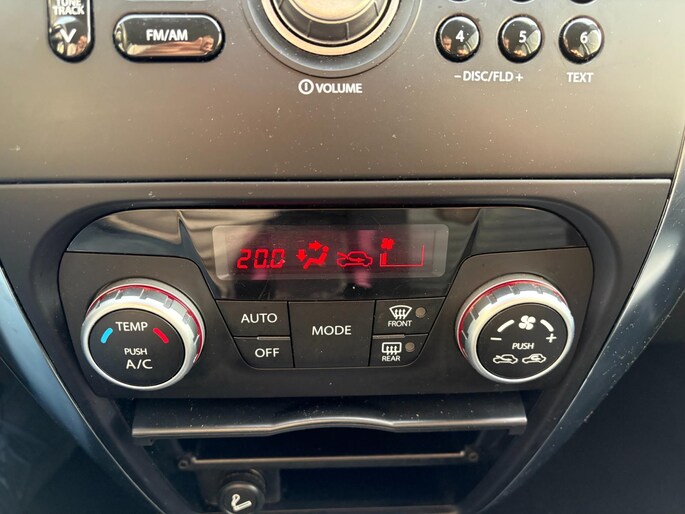 TUNE
TRACK
FM/AM
VOLUME
4
5
6
- DISC/FLD +
TEXT
20.0
TEMP
PUSH
A/C
AUTO
OFF
MODE
FRONT
REAR
- +
PUSH